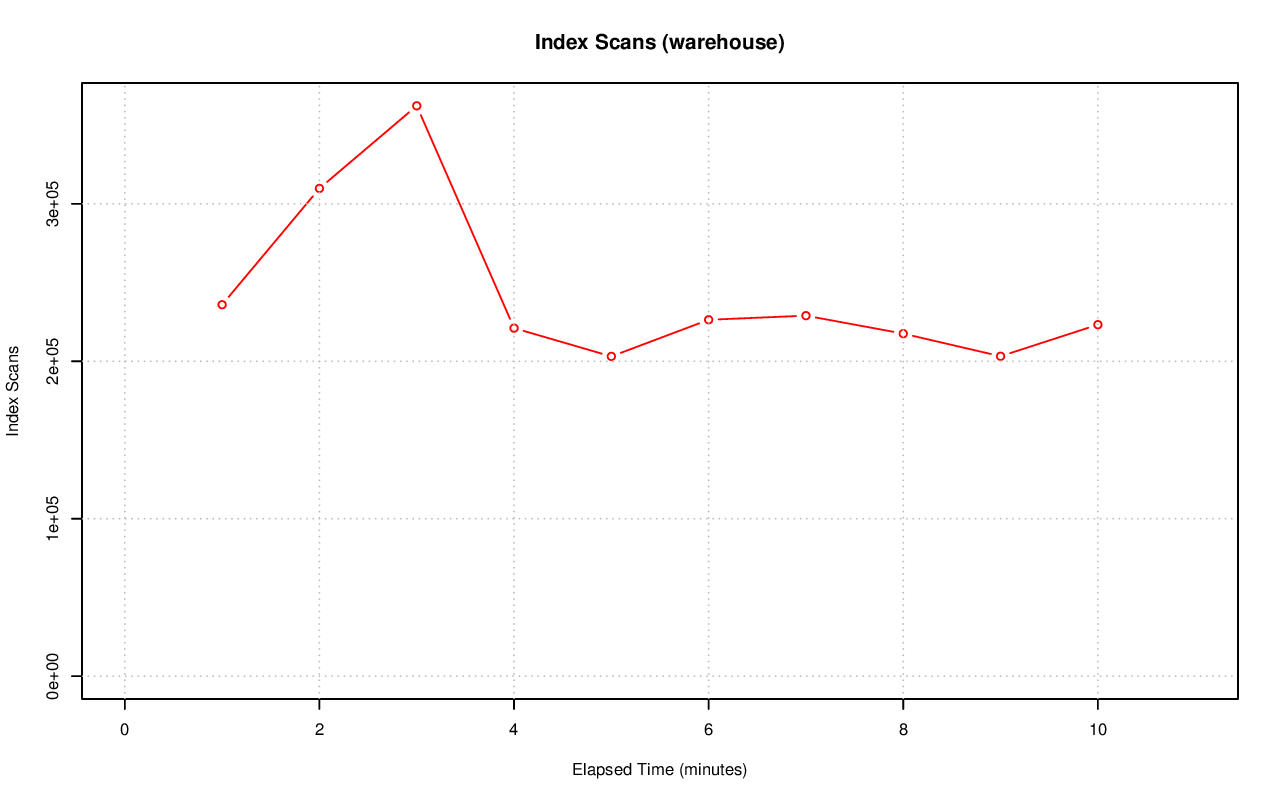 Index Scans (warehouse)
Index Scans
3e+05
2e+05
1e+05
0e+00
0 2 4 6 8 10
Elapsed Time (minutes)